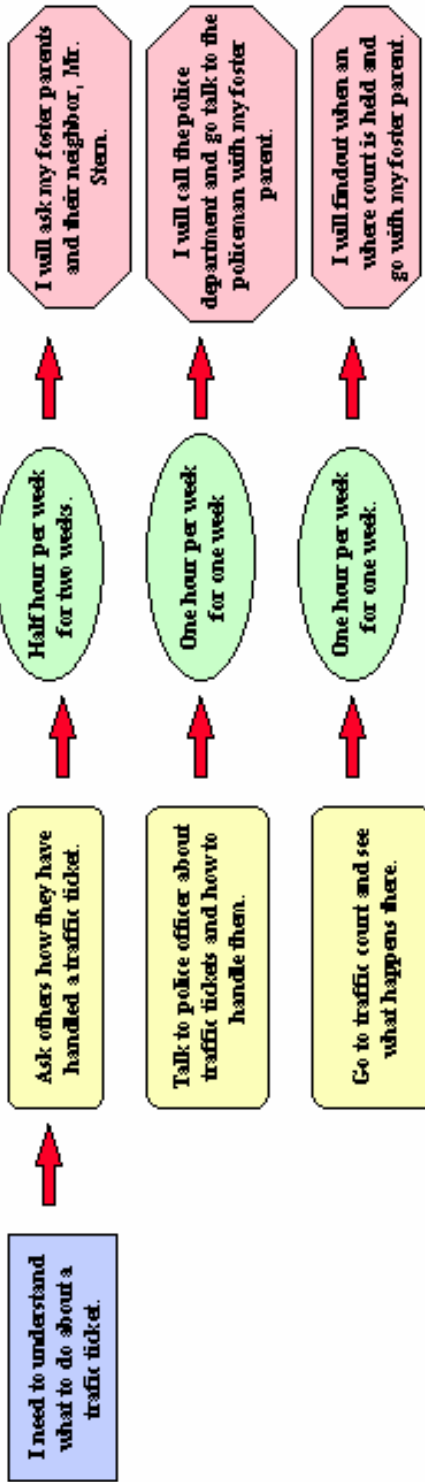 I need to understand
what to do about a
trafic ticket.
Ask others how they have
handled a traffic ticket.
Half hour per week
for two weeks.
I will ask my foster parents
and their neighbor, Mr.
Stern.
Talk to police officer about
traffic tickets and how to
handle them.
One hour per week
for one week
I will call the police
department and go talk to the
policeman with my foster
parent.
Go to traffic court and see
what happens there.
One hour per week
for one week.
I will findout when an
where court is held and
go with my foster parent.